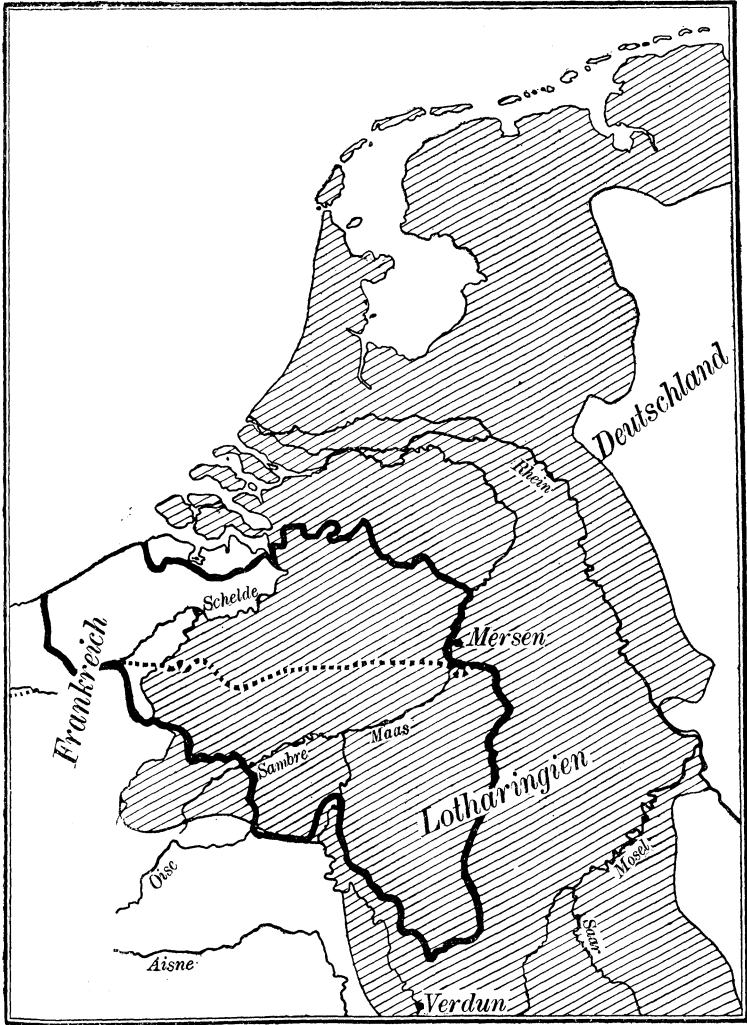 Deutschland
Rhein
Schelde
Mersen
Frankreich
Maas
Sambre
Lotharingien
Mosel
Oise
Saar
Aisne
Verdun